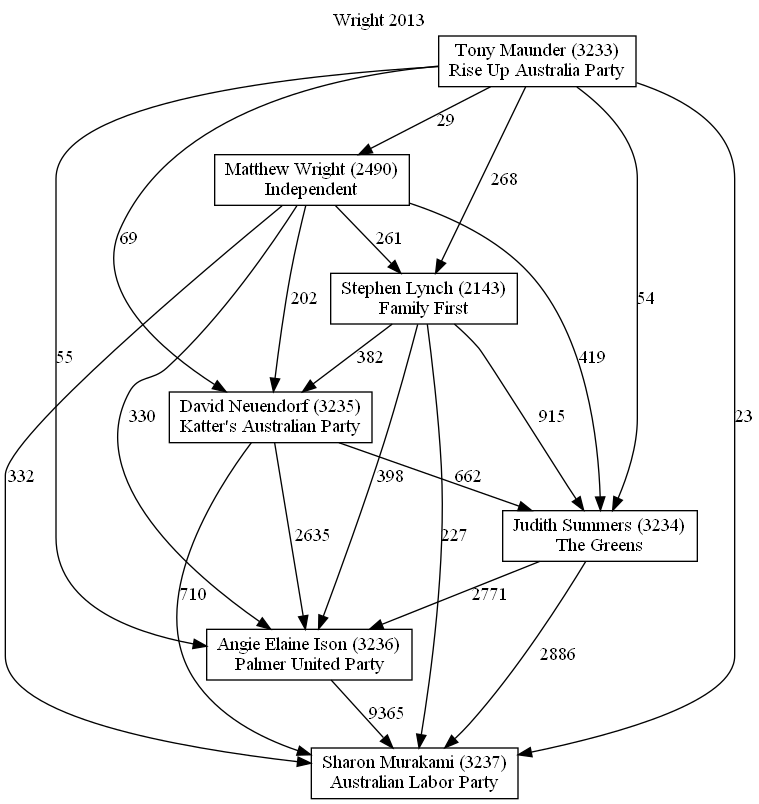 Wright 2013
Tony Maunder (3233)
Rise Up Australia Party
29
Matthew Wright (2490)
Independent
268
69
261
202
Stephen Lynch (2143)
Family First
54
55
382
419
David Neuendorf (3235)
Katter's Australian Party
330
915
23
332
398
662
Judith Summers (3234)
The Greens
2635
227
710
2771
Angie Elaine Ison (3236)
Palmer United Party
2886
9365
Sharon Murakami (3237)
Australian Labor Party